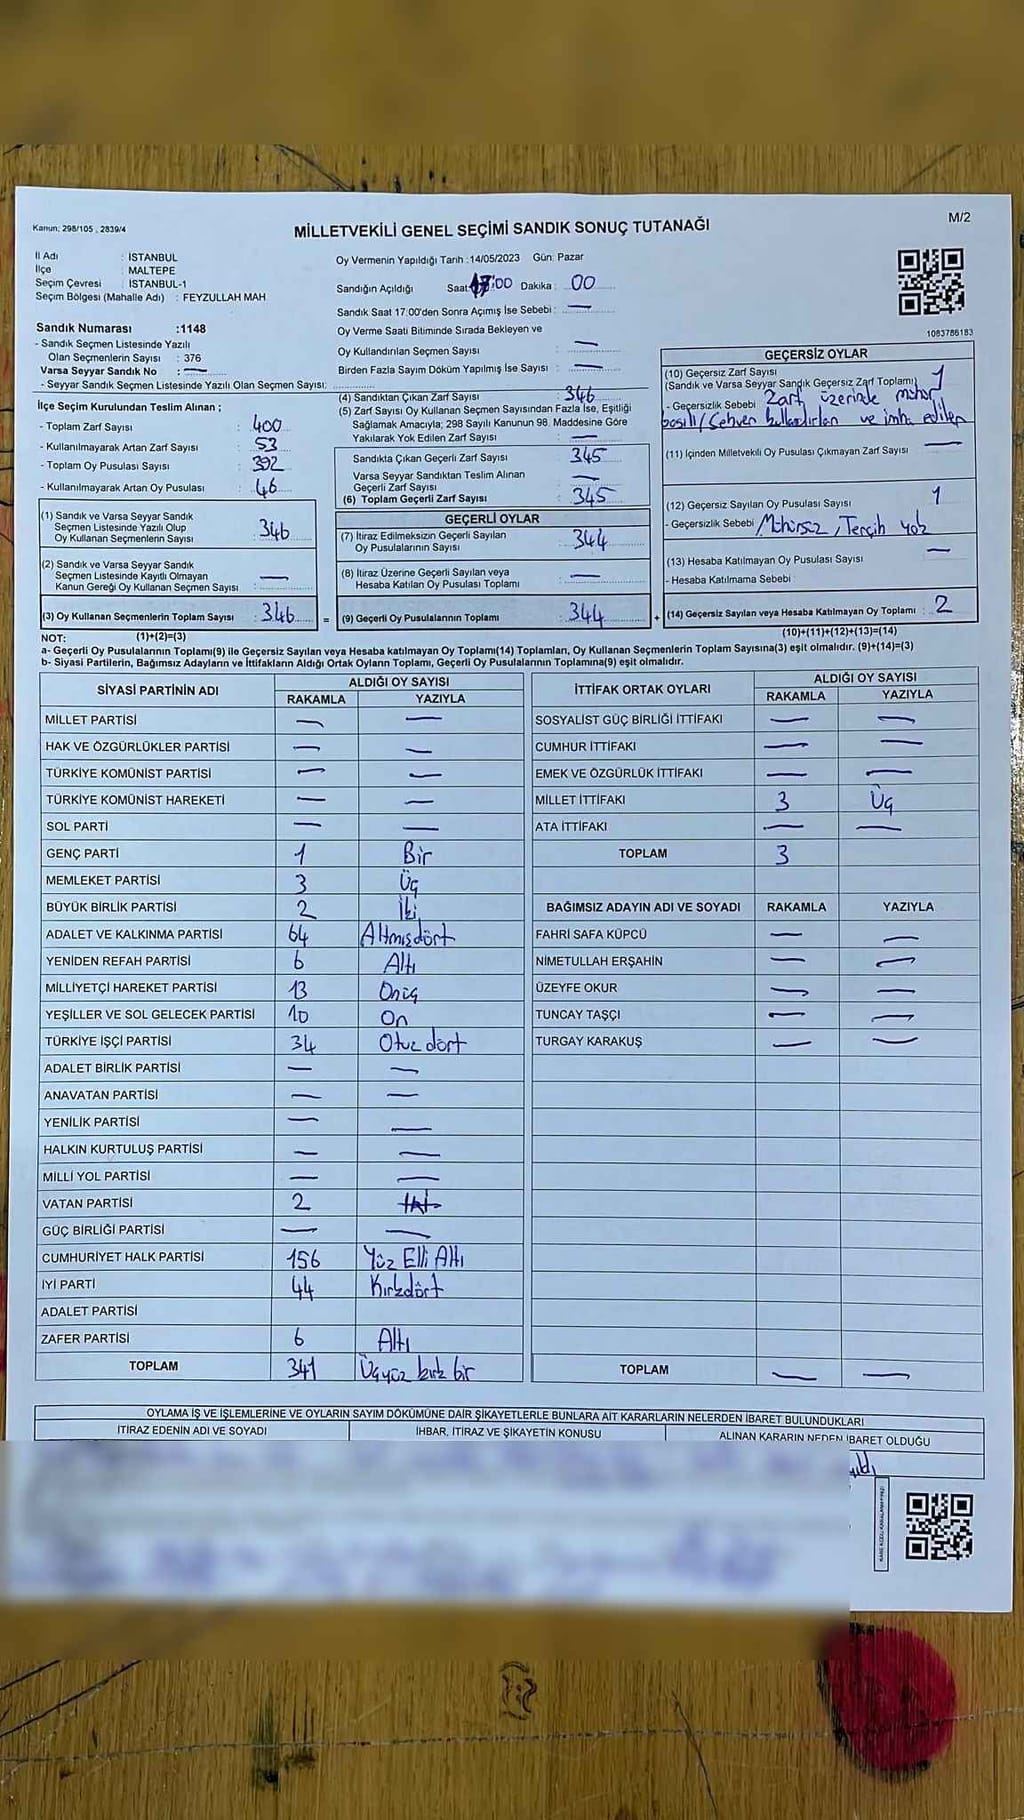 Kanun: 298/105 , 2839/4
MİLLETVEKİLİ GENEL SEÇİMİ SANDIK SONUÇ TUTANAĞI
M/2
İl Adı : İSTANBUL
İlçe : MALTEPE
Seçim Çevresi : İSTANBUL-1
Seçim Bölgesi (Mahalle Adı) : FEYZULLAH MAH
Oy Vermenin Yapıldığı Tarih :14/05/2023 Gün: Pazar
Sandığın Açıldığı Saat 17:00 Dakika : 00
Sandık Saat 17:00'den Sonra Açımış İse Sebebi : —
Oy Verme Saati Bitiminde Sırada Bekleyen ve
Oy Kullandırılan Seçmen Sayısı : —
Birden Fazla Sayım Döküm Yapılmış İse Sayısı : —
1083786183
Sandık Numarası :1148
- Sandık Seçmen Listesinde Yazılı
Olan Seçmenlerin Sayısı : 376
Varsa Seyyar Sandık No : —
- Seyyar Sandık Seçmen Listesinde Yazılı Olan Seçmen Sayısı:
İlçe Seçim Kurulundan Teslim Alınan ;
- Toplam Zarf Sayısı : 400
- Kullanılmayarak Artan Zarf Sayısı : 53
- Toplam Oy Pusulası Sayısı : 392
- Kullanılmayarak Artan Oy Pusulası : 46
(4) Sandıktan Çıkan Zarf Sayısı : 346
(5) Zarf Sayısı Oy Kullanan Seçmen Sayısından Fazla İse, Eşitliği
Sağlamak Amacıyla; 298 Sayılı Kanunun 98. Maddesine Göre
Yakılarak Yok Edilen Zarf Sayısı : —
Sandıkta Çıkan Geçerli Zarf Sayısı : 345
Varsa Seyyar Sandıktan Teslim Alınan
Geçerli Zarf Sayısı : —
(6) Toplam Geçerli Zarf Sayısı : 345
GEÇERSİZ OYLAR
(10) Geçersiz Zarf Sayısı : 1
(Sandık ve Varsa Seyyar Sandık Geçersiz Zarf Toplamı)
- Geçersizlik Sebebi : Zarf üzerinde mühür
basılı/Sehven kullandırılan ve imha edilen
(11) İçinden Milletvekili Oy Pusulası Çıkmayan Zarf Sayısı : —
(12) Geçersiz Sayılan Oy Pusulası Sayısı : 1
- Geçersizlik Sebebi : Mühürsüz, Tercih yok
(13) Hesaba Katılmayan Oy Pusulası Sayısı : —
- Hesaba Katılmama Sebebi :
(14) Geçersiz Sayılan veya Hesaba Katılmayan Oy Toplamı : 2
(10)+(11)+(12)+(13)=(14)
(1) Sandık ve Varsa Seyyar Sandık
Seçmen Listesinde Yazılı Olup
Oy Kullanan Seçmenlerin Sayısı : 346
(2) Sandık ve Varsa Seyyar Sandık
Seçmen Listesinde Kayıtlı Olmayan
Kanun Gereği Oy Kullanan Seçmen Sayısı : —
(3) Oy Kullanan Seçmenlerin Toplam Sayısı : 346
(1)+(2)=(3)
GEÇERLİ OYLAR
(7) İtiraz Edilmeksizin Geçerli Sayılan
Oy Pusulalarının Sayısı : 344
(8) İtiraz Üzerine Geçerli Sayılan veya
Hesaba Katılan Oy Pusulası Toplamı : —
= (9) Geçerli Oy Pusulalarının Toplamı : 344 +
NOT:
a- Geçerli Oy Pusulalarının Toplamı(9) ile Geçersiz Sayılan veya Hesaba katılmayan Oy Toplamı(14) Toplamları, Oy Kullanan Seçmenlerin Toplam Sayısına(3) eşit olmalıdır. (9)+(14)=(3)
b- Siyasi Partilerin, Bağımsız Adayların ve İttifakların Aldığı Ortak Oyların Toplamı, Geçerli Oy Pusulalarının Toplamına(9) eşit olmalıdır.
SİYASİ PARTİNİN ADI ALDIĞI OY SAYISI
RAKAMLA YAZIYLA
MİLLET PARTİSİ — —
HAK VE ÖZGÜRLÜKLER PARTİSİ — —
TÜRKİYE KOMÜNİST PARTİSİ — —
TÜRKİYE KOMÜNİST HAREKETİ — —
SOL PARTİ — —
GENÇ PARTİ 1 Bir
MEMLEKET PARTİSİ 3 Üç
BÜYÜK BİRLİK PARTİSİ 2 İki
ADALET VE KALKINMA PARTİSİ 64 Altmışdört
YENİDEN REFAH PARTİSİ 6 Altı
MİLLİYETÇİ HAREKET PARTİSİ 13 Onüç
YEŞİLLER VE SOL GELECEK PARTİSİ 10 On
TÜRKİYE İŞÇİ PARTİSİ 34 Otuz dört
ADALET BİRLİK PARTİSİ — —
ANAVATAN PARTİSİ — —
YENİLİK PARTİSİ — —
HALKIN KURTULUŞ PARTİSİ — —
MİLLİ YOL PARTİSİ — —
VATAN PARTİSİ 2
GÜÇ BİRLİĞİ PARTİSİ — —
CUMHURİYET HALK PARTİSİ 156 Yüz Elli Altı
İYİ PARTİ 44 Kırkdört
ADALET PARTİSİ
ZAFER PARTİSİ 6 Altı
TOPLAM 341 Üçyüz kırk bir
İTTİFAK ORTAK OYLARI ALDIĞI OY SAYISI
RAKAMLA YAZIYLA
SOSYALİST GÜÇ BİRLİĞİ İTTİFAKI — —
CUMHUR İTTİFAKI — —
EMEK VE ÖZGÜRLÜK İTTİFAKI — —
MİLLET İTTİFAKI 3 Üç
ATA İTTİFAKI — —
TOPLAM 3
BAĞIMSIZ ADAYIN ADI VE SOYADI RAKAMLA YAZIYLA
FAHRİ SAFA KÜPCÜ — —
NİMETULLAH ERŞAHİN — —
ÜZEYFE OKUR — —
TUNCAY TAŞÇI — —
TURGAY KARAKUŞ — —
TOPLAM — —
OYLAMA İŞ VE İŞLEMLERİNE VE OYLARIN SAYIM DÖKÜMÜNE DAİR ŞİKAYETLERLE BUNLARA AİT KARARLARIN NELERDEN İBARET BULUNDUKLARI
İTİRAZ EDENİN ADI VE SOYADI İHBAR, İTİRAZ VE ŞİKAYETİN KONUSU ALINAN KARARIN NEDEN İBARET OLDUĞU